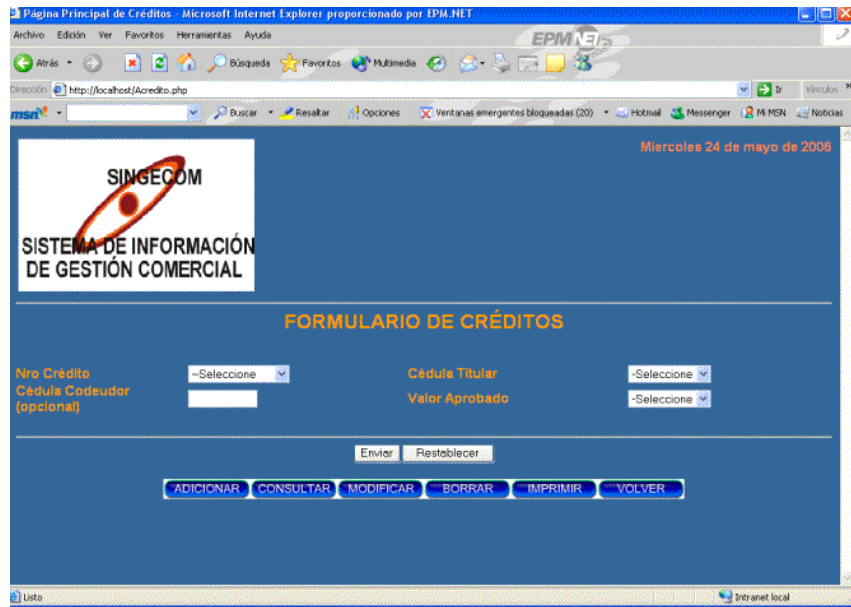 Página Principal de Créditos - Microsoft Internet Explorer proporcionado por EPM.NET
Archivo Edición Ver Favoritos Herramientas Ayuda
EPMNET
Atrás Búsqueda Favoritos Multimedia
Dirección http://localhost/Acredito.php Ir Vínculos »
msn Buscar Resaltar Opciones Ventanas emergentes bloqueadas (20) Hotmail Messenger Mi MSN Noticias
Miercoles 24 de mayo de 2006
SINGECOM
SISTEMA DE INFORMACIÓN
DE GESTIÓN COMERCIAL
FORMULARIO DE CRÉDITOS
Nro Crédito --Seleccione Cédula Titular -Seleccione
Cédula Codeudor
(opcional) Valor Aprobado -Seleccione
Enviar Restablecer
ADICIONAR CONSULTAR MODIFICAR BORRAR IMPRIMIR VOLVER
Listo Intranet local